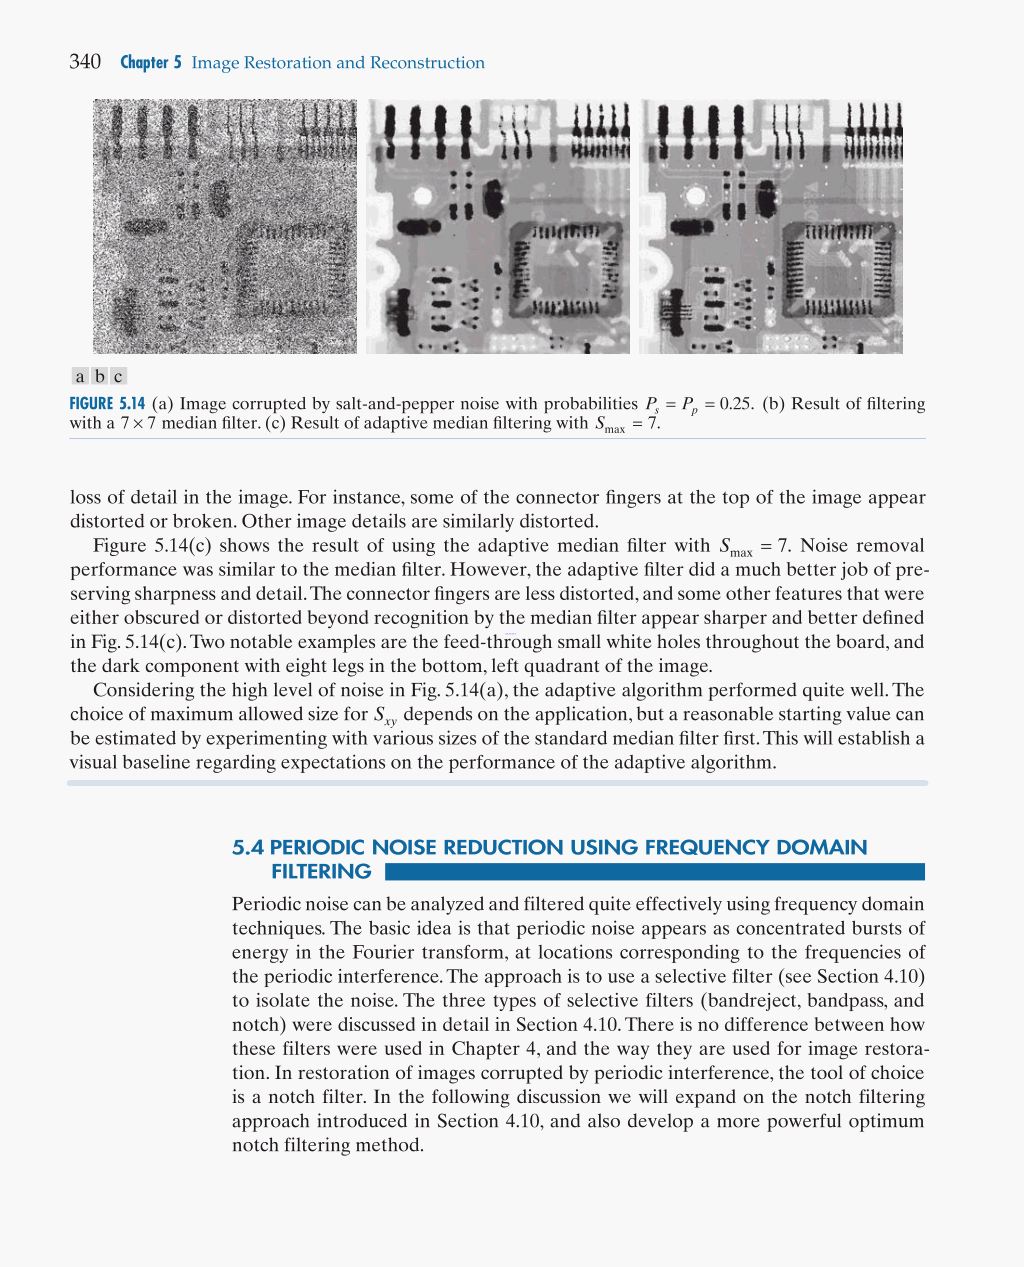 340 Chapter 5 Image Restoration and Reconstruction
a b c
FIGURE 5.14 (a) Image corrupted by salt-and-pepper noise with probabilities Pₛ = Pₚ = 0.25. (b) Result of filtering
with a 7 × 7 median filter. (c) Result of adaptive median filtering with Smax = 7.
loss of detail in the image. For instance, some of the connector fingers at the top of the image appear
distorted or broken. Other image details are similarly distorted.
Figure 5.14(c) shows the result of using the adaptive median filter with Smax = 7. Noise removal
performance was similar to the median filter. However, the adaptive filter did a much better job of pre-
serving sharpness and detail. The connector fingers are less distorted, and some other features that were
either obscured or distorted beyond recognition by the median filter appear sharper and better defined
in Fig. 5.14(c). Two notable examples are the feed-through small white holes throughout the board, and
the dark component with eight legs in the bottom, left quadrant of the image.
Considering the high level of noise in Fig. 5.14(a), the adaptive algorithm performed quite well. The
choice of maximum allowed size for Sxy depends on the application, but a reasonable starting value can
be estimated by experimenting with various sizes of the standard median filter first. This will establish a
visual baseline regarding expectations on the performance of the adaptive algorithm.
5.4 PERIODIC NOISE REDUCTION USING FREQUENCY DOMAIN
FILTERING
Periodic noise can be analyzed and filtered quite effectively using frequency domain
techniques. The basic idea is that periodic noise appears as concentrated bursts of
energy in the Fourier transform, at locations corresponding to the frequencies of
the periodic interference. The approach is to use a selective filter (see Section 4.10)
to isolate the noise. The three types of selective filters (bandreject, bandpass, and
notch) were discussed in detail in Section 4.10. There is no difference between how
these filters were used in Chapter 4, and the way they are used for image restora-
tion. In restoration of images corrupted by periodic interference, the tool of choice
is a notch filter. In the following discussion we will expand on the notch filtering
approach introduced in Section 4.10, and also develop a more powerful optimum
notch filtering method.